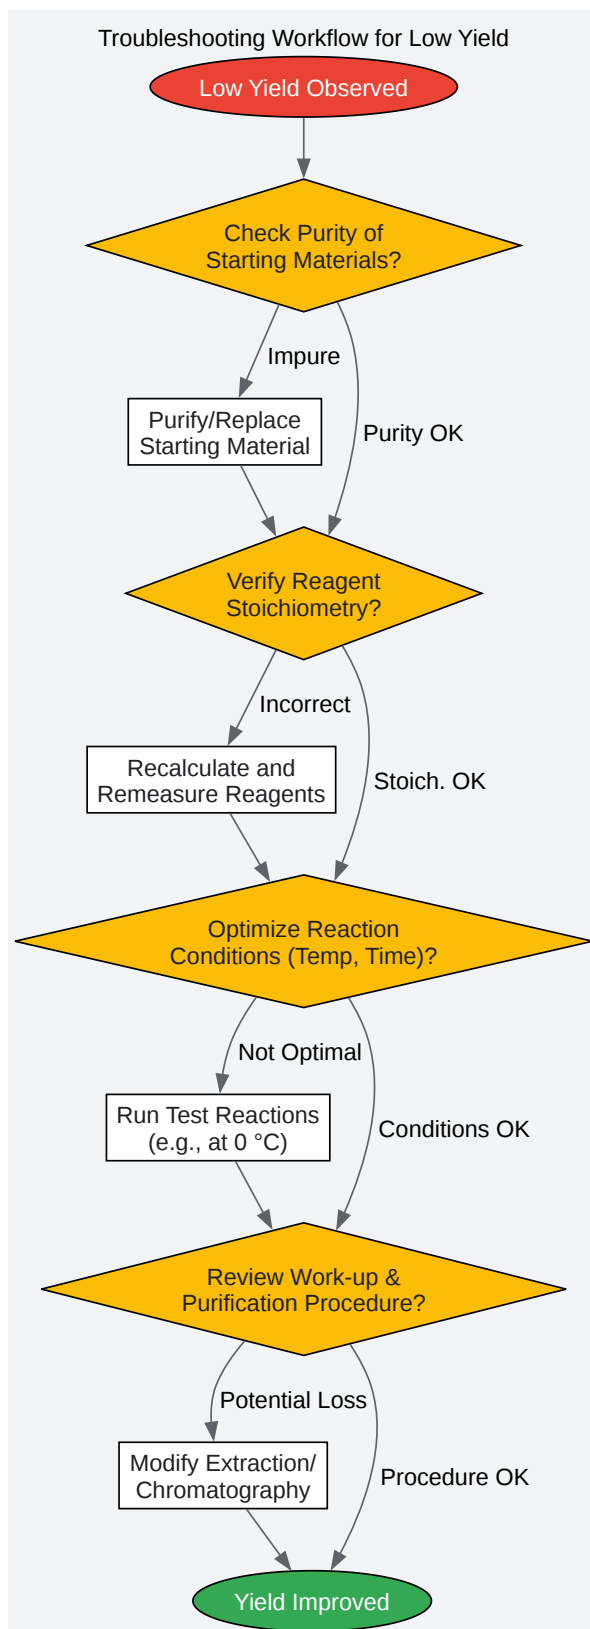 Troubleshooting Workflow for Low Yield
Low Yield Observed
Check Purity of
Starting Materials?
Impure
Purify/Replace
Starting Material
Purity OK
Verify Reagent
Stoichiometry?
Incorrect
Recalculate and
Remeasure Reagents
Stoich. OK
Optimize Reaction
Conditions (Temp, Time)?
Not Optimal
Run Test Reactions
(e.g., at 0 °C)
Conditions OK
Review Work-up &
Purification Procedure?
Potential Loss
Modify Extraction/
Chromatography
Procedure OK
Yield Improved